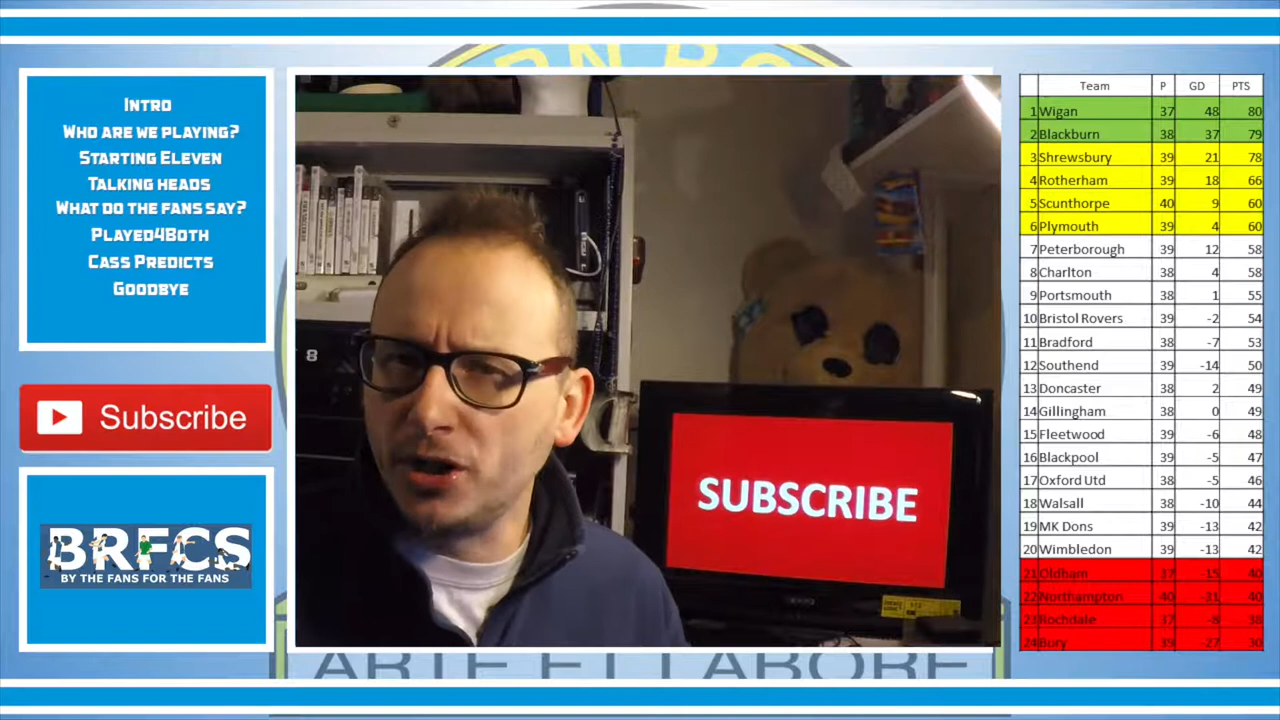 RN RO
INTRO
WHO ARE WE PLAYING?
STARTING ELEVEN
TALKING HEADS
WHAT DO THE FANS SAY?
PLAYED4BOTH
CASS PREDICTS
GOODBYE
Subscribe
BRFCS
BY THE FANS FOR THE FANS
8
SUBSCRIBE
ARTE ET LABORE
Team P GD PTS
1 Wigan 37 48 80
2 Blackburn 38 37 79
3 Shrewsbury 39 21 78
4 Rotherham 39 18 66
5 Scunthorpe 40 9 60
6 Plymouth 39 4 60
7 Peterborough 39 12 58
8 Charlton 38 4 58
9 Portsmouth 38 1 55
10 Bristol Rovers 39 -2 54
11 Bradford 38 -7 53
12 Southend 39 -14 50
13 Doncaster 38 2 49
14 Gillingham 38 0 49
15 Fleetwood 39 -6 48
16 Blackpool 39 -5 47
17 Oxford Utd 38 -5 46
18 Walsall 38 -10 44
19 MK Dons 39 -13 42
20 Wimbledon 39 -13 42
21 Oldham 37 -15 40
22 Northampton 40 -31 40
23 Rochdale 37 -8 38
24 Bury 39 -27 30